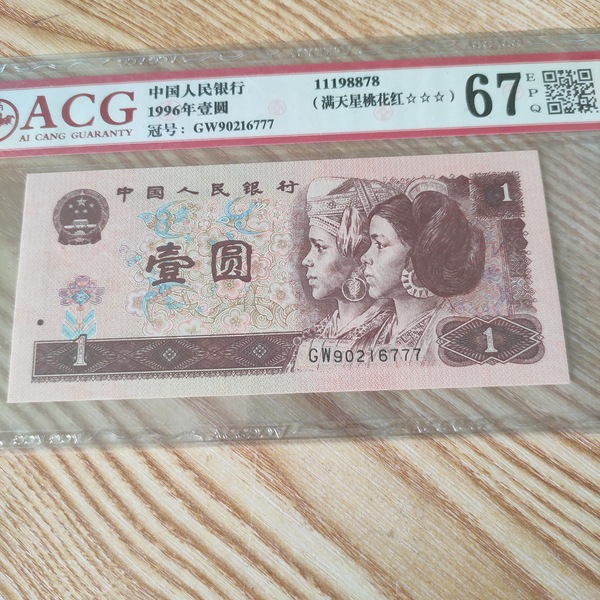 ACG
AI CANG GUARANTY
中国人民银行
1996年壹圆
冠号: GW90216777
11198878
(满天星桃花红☆☆☆)
67
E
P
Q
中国人民银行
1
壹圆
1
GW90216777
1